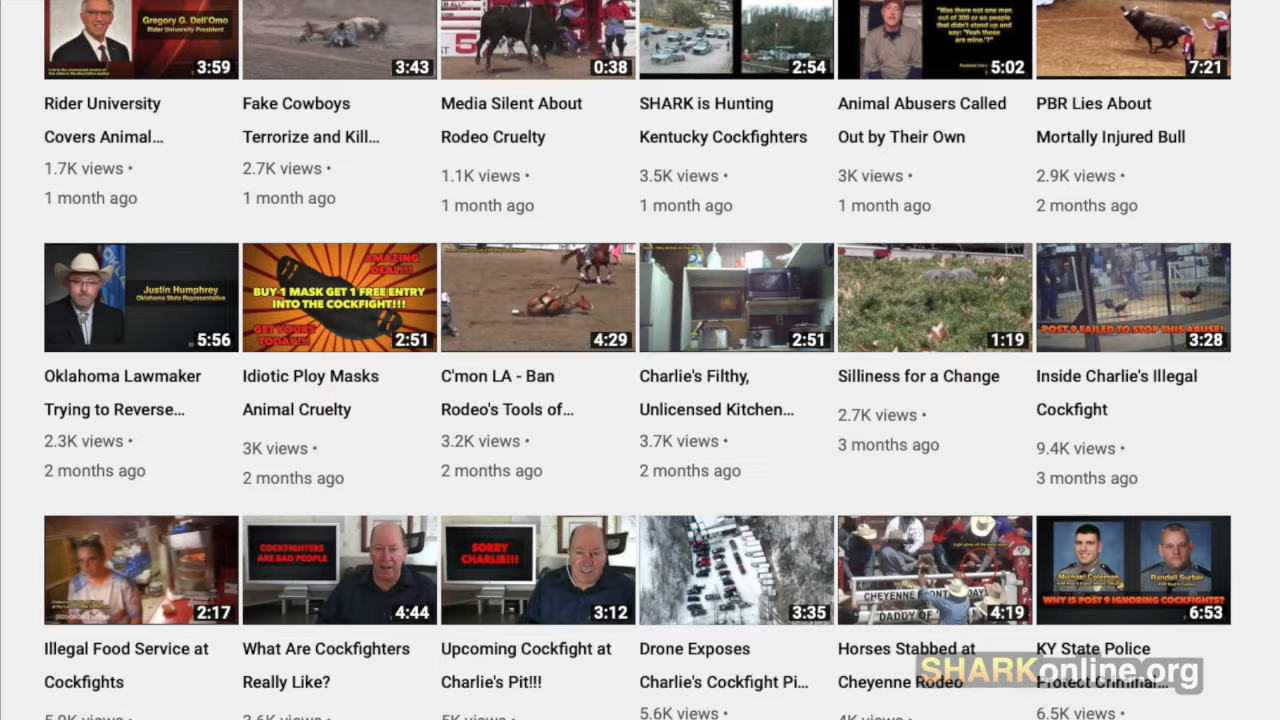 Gregory G. Dell'Omo
Rider University President
3:59
3:43
0:38
2:54
"Was there not one man
out of 300 or so people
that didn't stand up and
say: "Yeah those
are mine.'?"
5:02
7:21
Rider University
Covers Animal…
1.7K views •
1 month ago
Fake Cowboys
Terrorize and Kill…
2.7K views •
1 month ago
Media Silent About
Rodeo Cruelty
1.1K views •
1 month ago
SHARK is Hunting
Kentucky Cockfighters
3.5K views •
1 month ago
Animal Abusers Called
Out by Their Own
3K views •
1 month ago
PBR Lies About
Mortally Injured Bull
2.9K views •
2 months ago
Justin Humphrey
Oklahoma State Representative
5:56
AMAZING
DEAL!!!
BUY 1 MASK GET 1 FREE ENTRY
INTO THE COCKFIGHT!!!
GET YOURS
TODAY!!!
2:51
4:29
2:51
1:19
POST 9 FAILED TO STOP THIS ABUSE!
3:28
Oklahoma Lawmaker
Trying to Reverse…
2.3K views •
2 months ago
Idiotic Ploy Masks
Animal Cruelty
3K views •
2 months ago
C'mon LA - Ban
Rodeo's Tools of…
3.2K views •
2 months ago
Charlie's Filthy,
Unlicensed Kitchen…
3.7K views •
2 months ago
Silliness for a Change
2.7K views •
3 months ago
Inside Charlie's Illegal
Cockfight
9.4K views •
3 months ago
2:17
COCKFIGHTERS
ARE BAD PEOPLE
4:44
SORRY
CHARLIE!!!
3:12
3:35
CHEYENNE FRONTIER DAYS
"DADDY OF
4:19
Michael Coleman
Randall Surber
WHY IS POST 9 IGNORING COCKFIGHTS?
6:53
Illegal Food Service at
Cockfights
5.9K views •
What Are Cockfighters
Really Like?
3.6K views •
Upcoming Cockfight at
Charlie's Pit!!!
5K views •
Drone Exposes
Charlie's Cockfight Pi…
5.6K views •
Horses Stabbed at
Cheyenne Rodeo
4K views •
KY State Police
Protect Criminal…
6.5K views •
SHARKonline.org